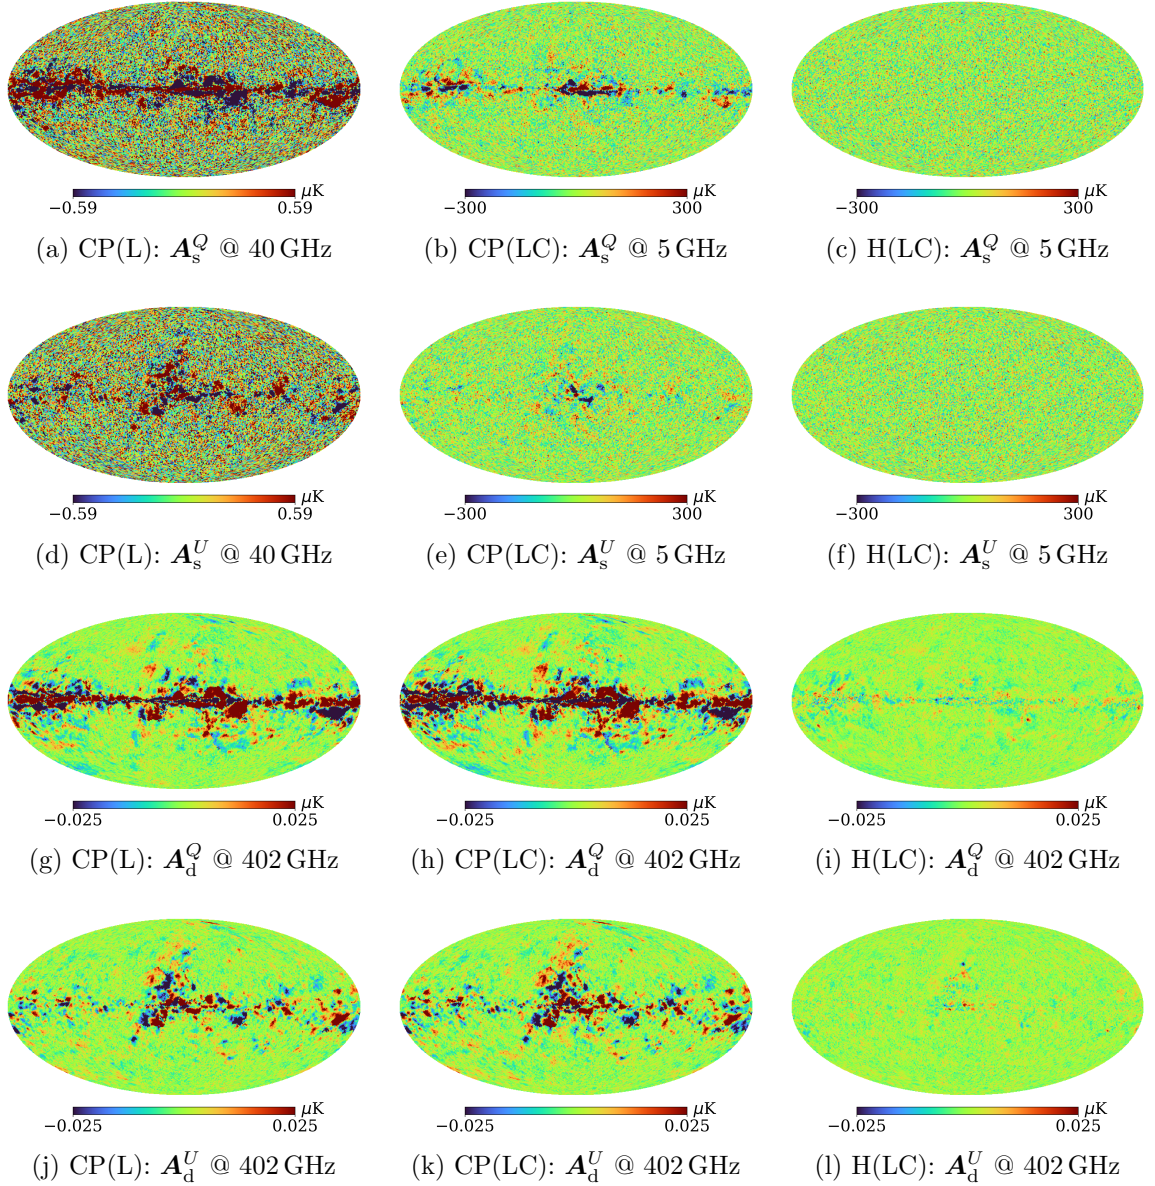 μK μK μK
−0.59 0.59 −300 300 −300 300
(a) CP(L): A_s^Q @ 40 GHz (b) CP(LC): A_s^Q @ 5 GHz (c) H(LC): A_s^Q @ 5 GHz
μK μK μK
−0.59 0.59 −300 300 −300 300
(d) CP(L): A_s^U @ 40 GHz (e) CP(LC): A_s^U @ 5 GHz (f) H(LC): A_s^U @ 5 GHz
μK μK μK
−0.025 0.025 −0.025 0.025 −0.025 0.025
(g) CP(L): A_d^Q @ 402 GHz (h) CP(LC): A_d^Q @ 402 GHz (i) H(LC): A_d^Q @ 402 GHz
μK μK μK
−0.025 0.025 −0.025 0.025 −0.025 0.025
(j) CP(L): A_d^U @ 402 GHz (k) CP(LC): A_d^U @ 402 GHz (l) H(LC): A_d^U @ 402 GHz